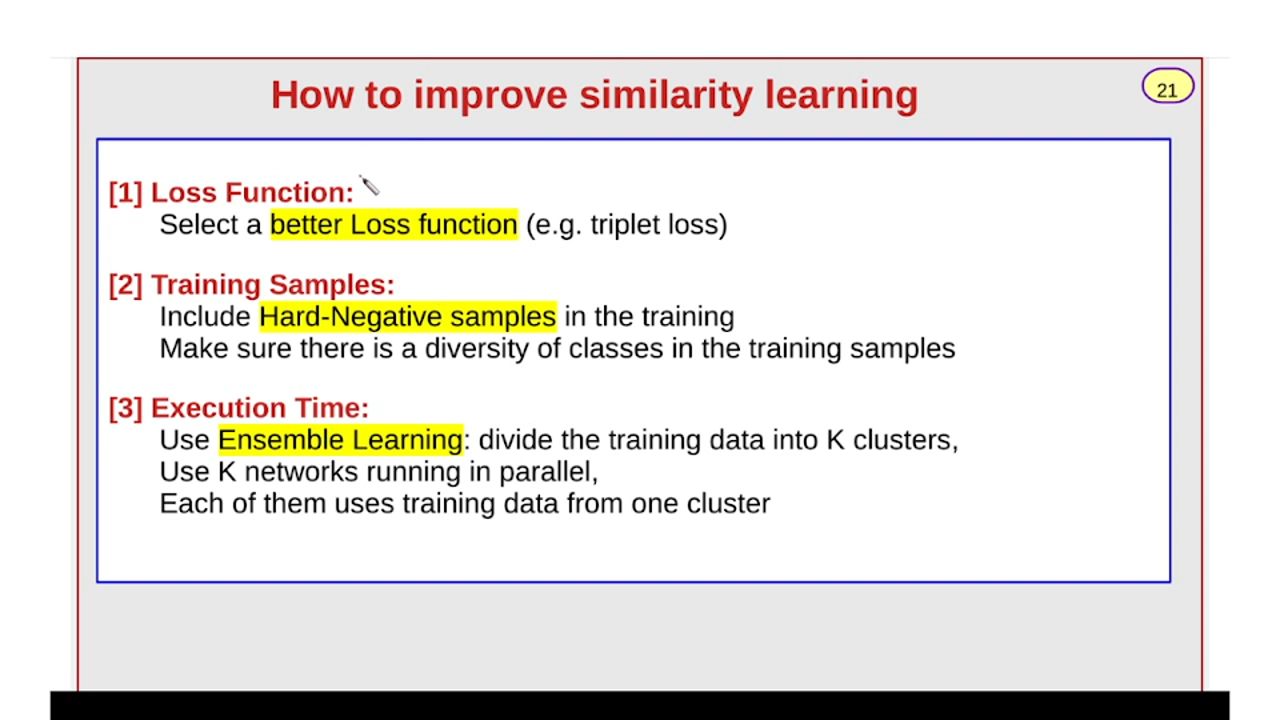 How to improve similarity learning
21
[1] Loss Function:
Select a better Loss function (e.g. triplet loss)
[2] Training Samples:
Include Hard-Negative samples in the training
Make sure there is a diversity of classes in the training samples
[3] Execution Time:
Use Ensemble Learning: divide the training data into K clusters,
Use K networks running in parallel,
Each of them uses training data from one cluster